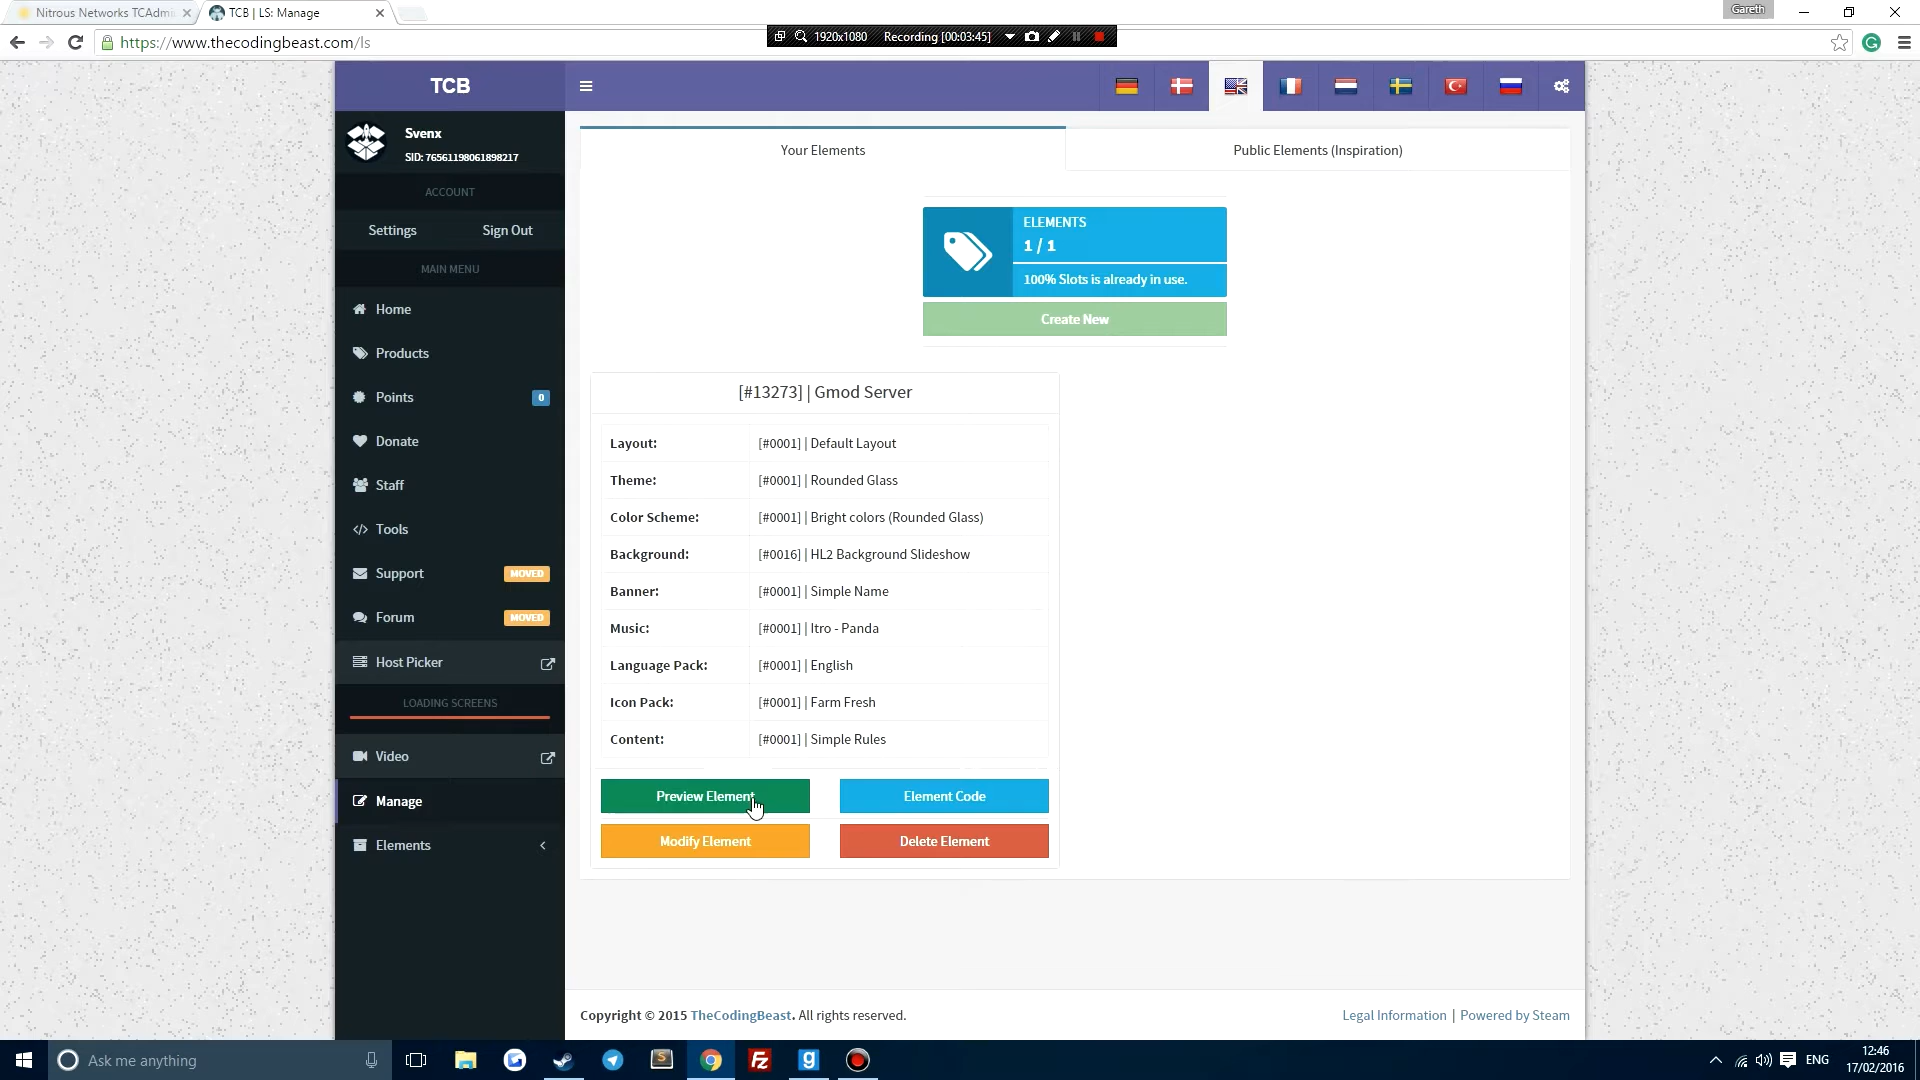 Nitrous Networks TCAdmi
TCB | LS: Manage
Gareth
https://www.thecodingbeast.com/ls
1920x1080 Recording [00:03:45]
TCB
Svenx
SID: 76561198061898217
ACCOUNT
Settings Sign Out
MAIN MENU
Home
Products
Points 0
Donate
Staff
Tools
Support MOVED
Forum MOVED
Host Picker
LOADING SCREENS
Video
Manage
Elements
Your Elements
Public Elements (Inspiration)
ELEMENTS
1 / 1
100% Slots is already in use.
Create New
[#13273] | Gmod Server
Layout: [#0001] | Default Layout
Theme: [#0001] | Rounded Glass
Color Scheme: [#0001] | Bright colors (Rounded Glass)
Background: [#0016] | HL2 Background Slideshow
Banner: [#0001] | Simple Name
Music: [#0001] | Itro - Panda
Language Pack: [#0001] | English
Icon Pack: [#0001] | Farm Fresh
Content: [#0001] | Simple Rules
Preview Element Element Code
Modify Element Delete Element
Copyright © 2015 TheCodingBeast. All rights reserved.
Legal Information | Powered by Steam
Ask me anything
ENG
12:46
17/02/2016